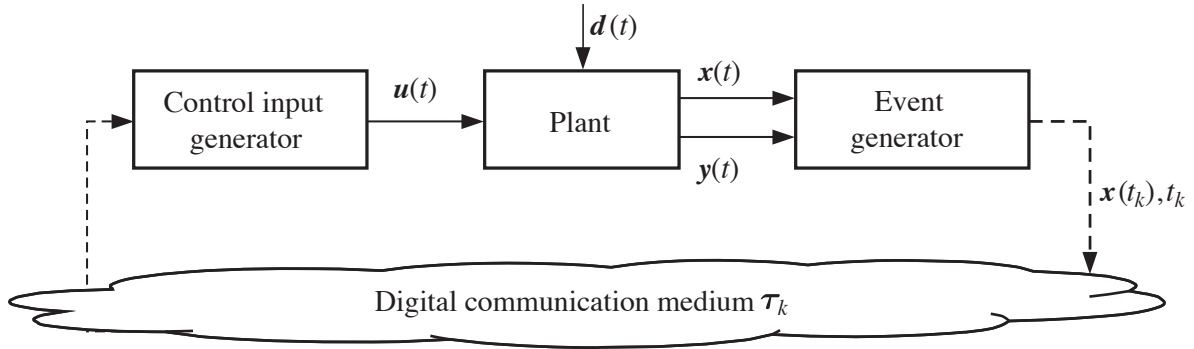 d(t)
Control input
generator
u(t)
Plant
x(t)
y(t)
Event
generator
x(t_k), t_k
Digital communication medium τ_k